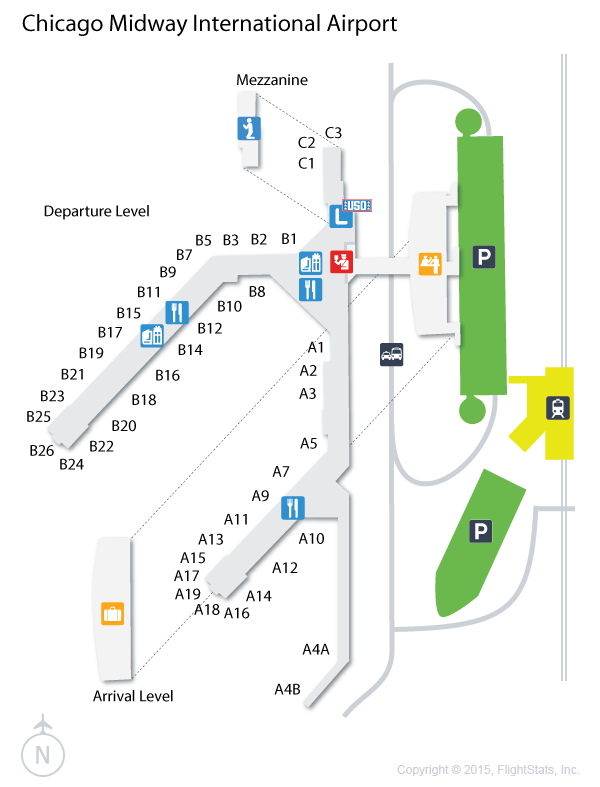 Chicago Midway International Airport
Mezzanine
C3
C2
C1
USO
L
Departure Level
B5
B3
B2
B1
B7
B9
B11
B15
B17
B19
B21
B23
B25
B26
B24
B22
B20
B18
B16
B14
B12
B10
B8
P
A1
A2
A3
A5
A7
A9
A11
A13
A15
A17
A19
A18
A16
A14
A12
A10
P
A4A
A4B
Arrival Level
N
Copyright © 2015, FlightStats, Inc.